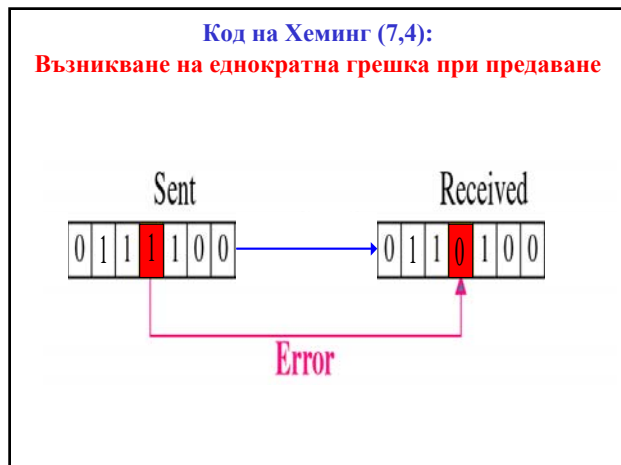 Код на Хеминг (7,4):
Възникване на еднократна грешка при предаване
Sent Received
0 1 1 1 1 0 0 0 1 1 0 1 0 0
Error